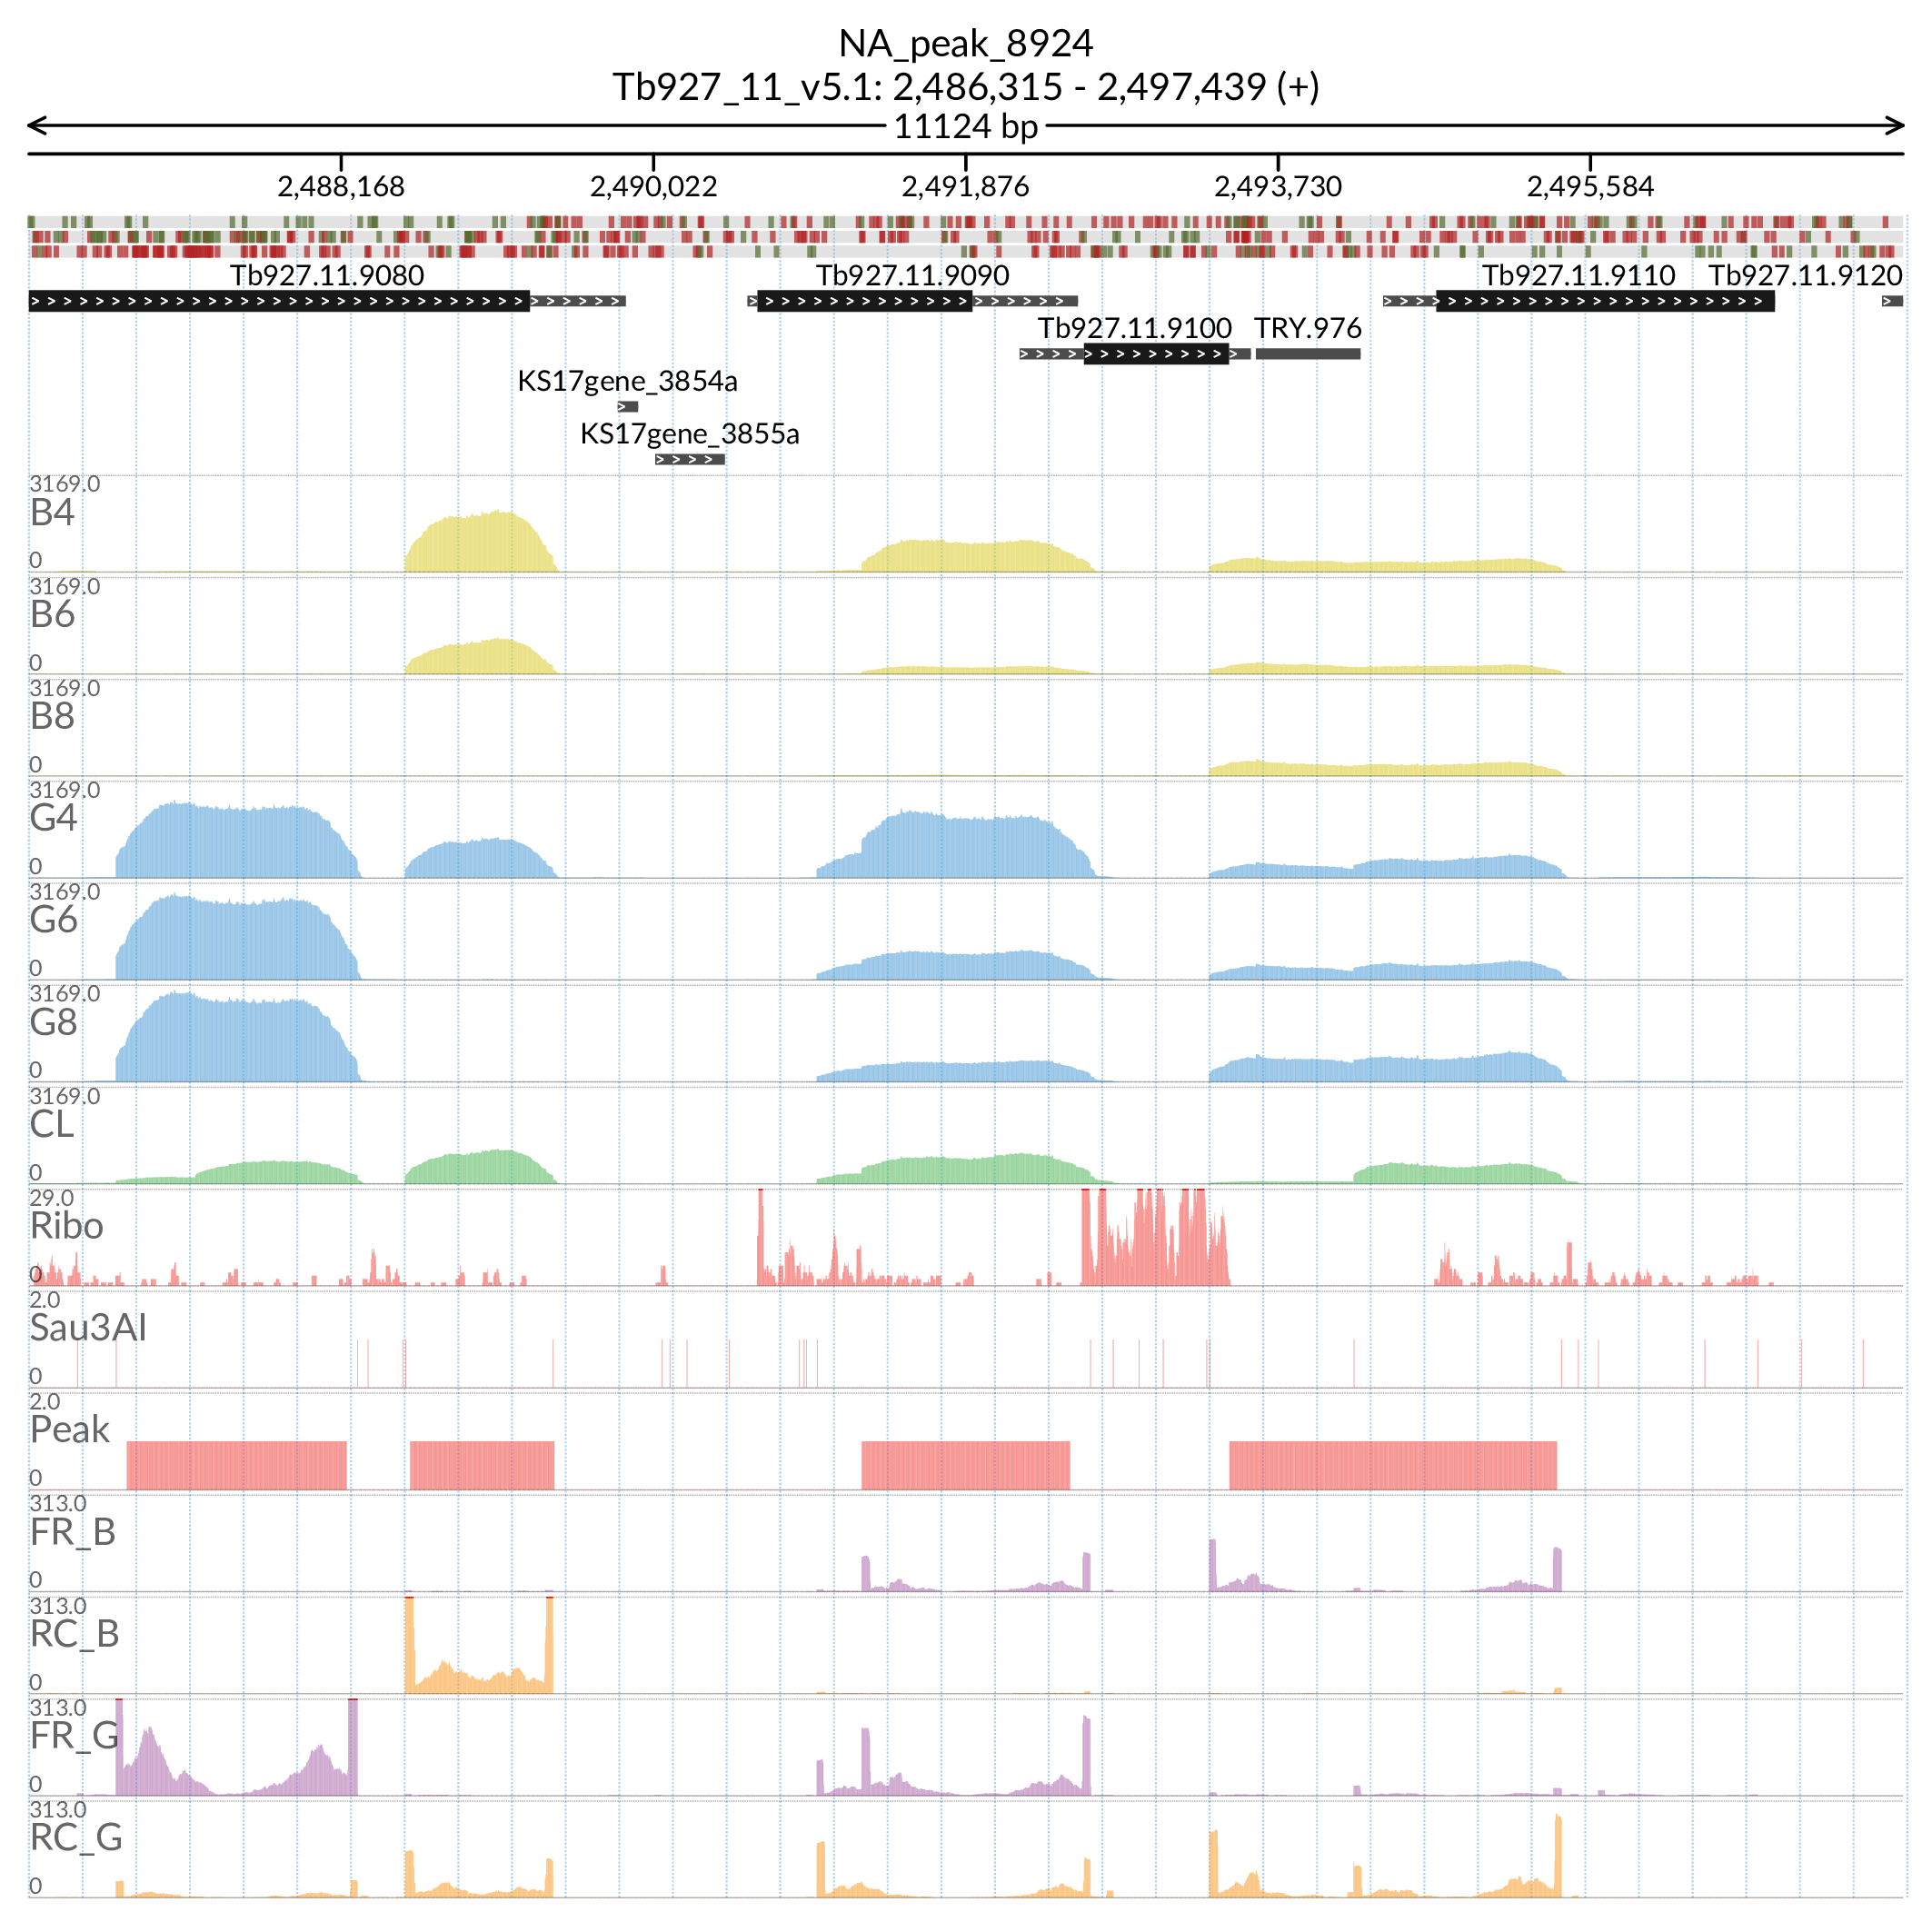 NA_peak_8924
Tb927_11_v5.1: 2,486,315 - 2,497,439 (+)
11124 bp
2,488,168 2,490,022 2,491,876 2,493,730 2,495,584
Tb927.11.9080 Tb927.11.9090 Tb927.11.9110 Tb927.11.9120
Tb927.11.9100 TRY.976
KS17gene_3854a
KS17gene_3855a
3169.0
B4
0
3169.0
B6
0
3169.0
B8
0
3169.0
G4
0
3169.0
G6
0
3169.0
G8
0
3169.0
CL
0
29.0
Ribo
0
2.0
Sau3AI
0
2.0
Peak
0
313.0
FR_B
0
313.0
RC_B
0
313.0
FR_G
0
313.0
RC_G
0